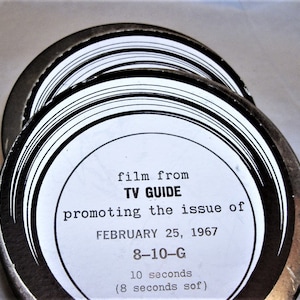 film from
TV GUIDE
promoting the issue of
FEBRUARY 25, 1967
8-10-G
10 seconds
(8 seconds sof)